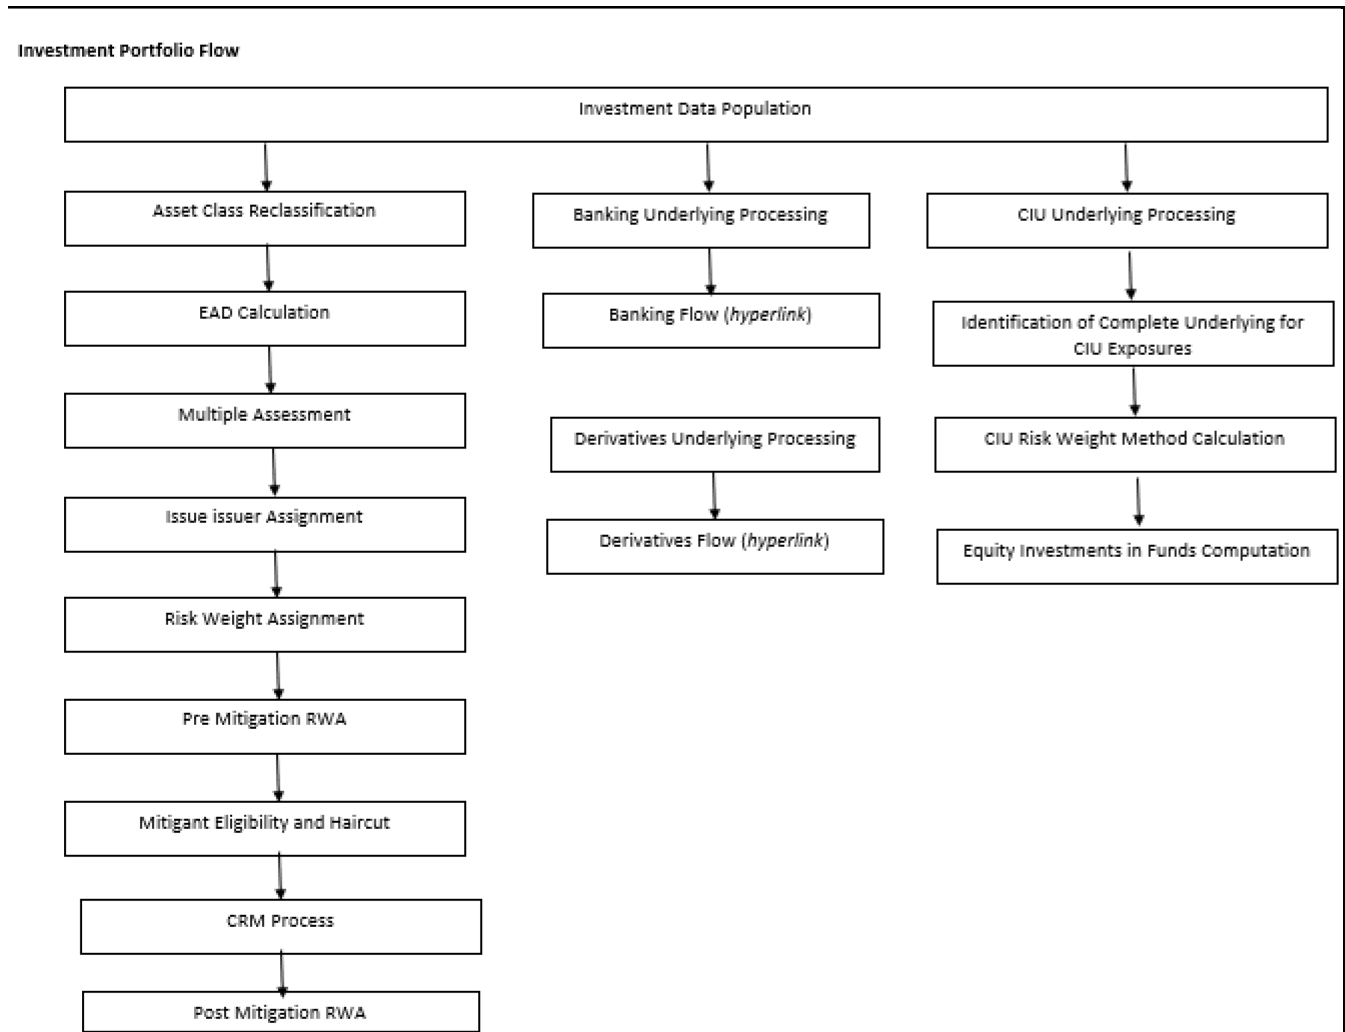 Investment Portfolio Flow
Investment Data Population
Asset Class Reclassification
EAD Calculation
Multiple Assessment
Issue issuer Assignment
Risk Weight Assignment
Pre Mitigation RWA
Mitigant Eligibility and Haircut
CRM Process
Post Mitigation RWA
Banking Underlying Processing
Banking Flow (hyperlink)
Derivatives Underlying Processing
Derivatives Flow (hyperlink)
CIU Underlying Processing
Identification of Complete Underlying for
CIU Exposures
CIU Risk Weight Method Calculation
Equity Investments in Funds Computation